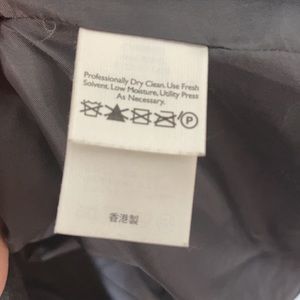 Professionally Dry Clean. Use Fresh
Solvent, Low Moisture, Utility Press
As Necessary.
P
香港製